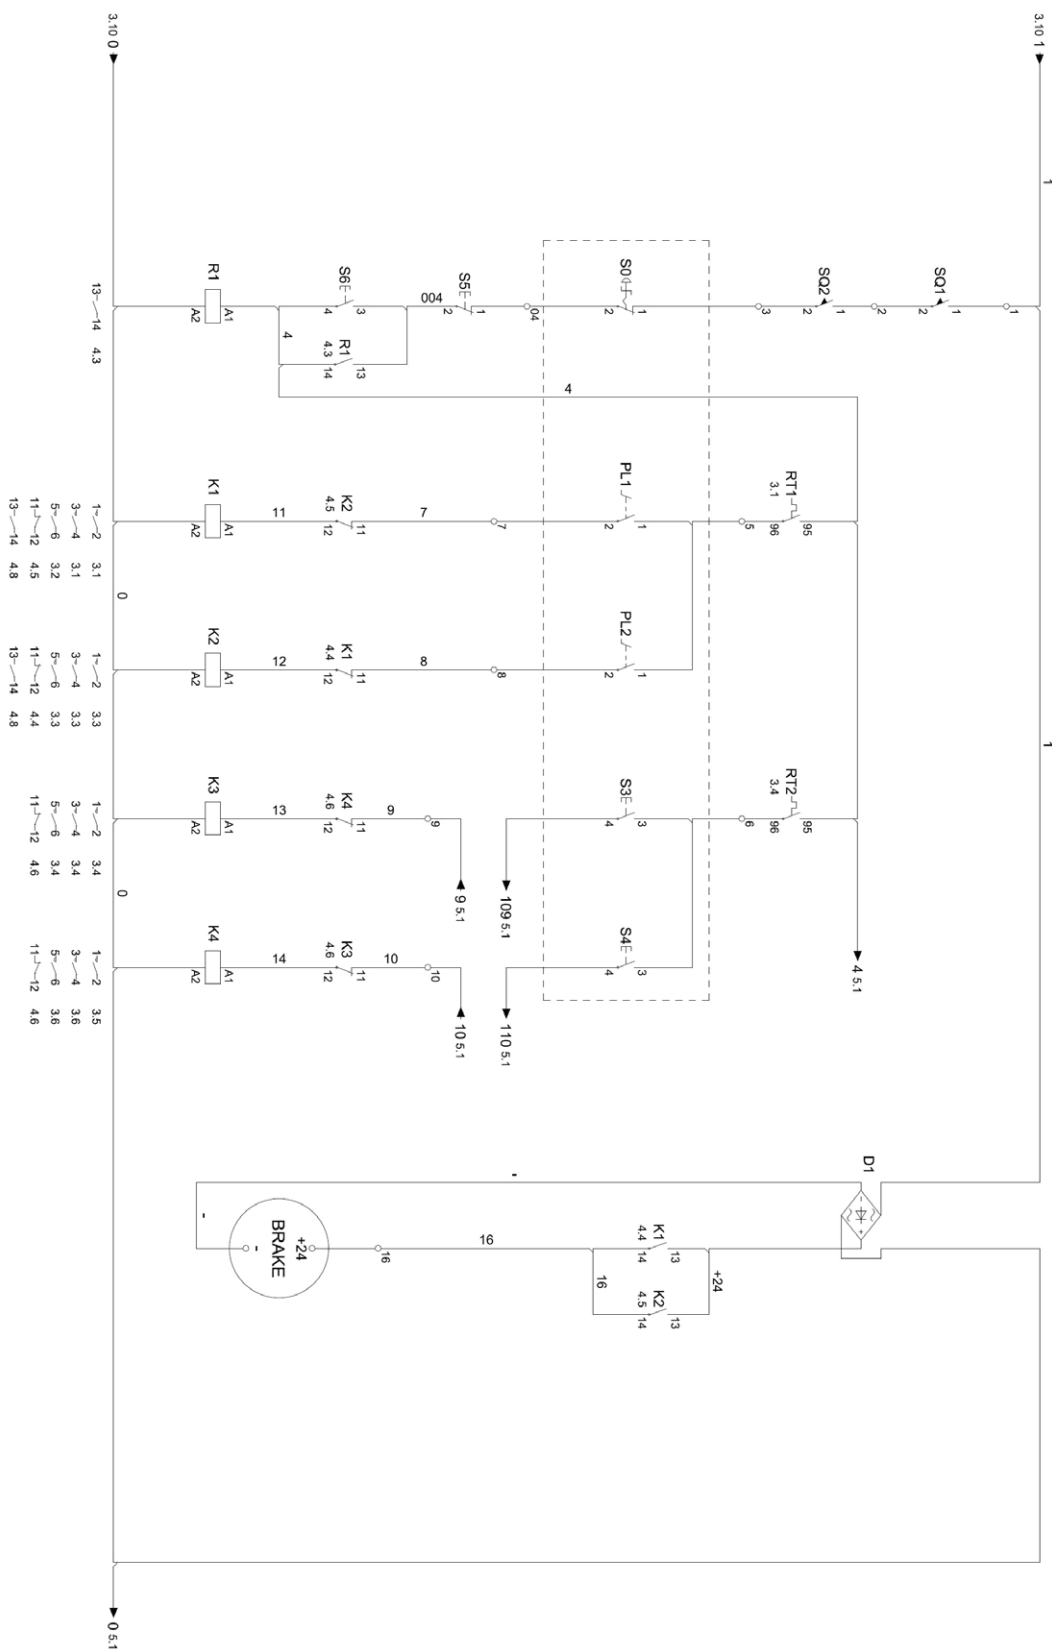 3.10 1
1
1
SQ1
1
1
2
2
SQ2
1
2
3
S0
1
2
04
S5
1
2
004
S6
3
4
R1
4.3
13
14
4
4
R1
A1
A2
13 14 4.3
3.10 0
RT1
3.1
95
96
5
PL1
1
2
7
7
K2
4.5
11
12
11
K1
A1
A2
0
1 2 3.1
3 4 3.1
5 6 3.2
11 12 4.5
13 14 4.8
PL2
1
2
8
8
K1
4.4
11
12
12
K2
A1
A2
1 2 3.3
3 4 3.3
5 6 3.3
11 12 4.4
13 14 4.8
RT2
3.4
95
96
6
S3
3
4
109 5.1
9 5.1
9
9
K4
4.6
11
12
13
K3
A1
A2
0
1 2 3.4
3 4 3.4
5 6 3.4
11 12 4.6
4 5.1
S4
3
4
110 5.1
10 5.1
10
10
K3
4.6
11
12
14
K4
A1
A2
1 2 3.5
3 4 3.6
5 6 3.6
11 12 4.6
D1
-
+
-
-
+24
K1
4.4
13
14
K2
4.5
13
14
16
16
16
+24
BRAKE
-
0 5.1